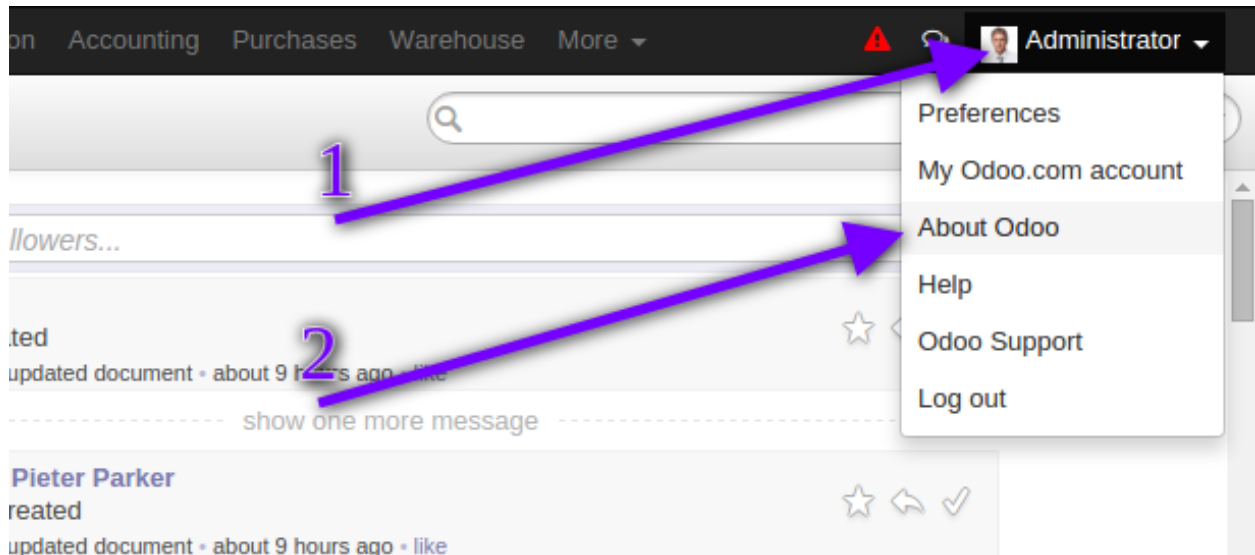 on Accounting Purchases Warehouse More Administrator
Preferences
My Odoo.com account
1
llowers...
About Odoo
Help
ated
2
Odoo Support
updated document • about 9 hours ago • like
Log out
show one more message
Pieter Parker
reated
updated document • about 9 hours ago • like